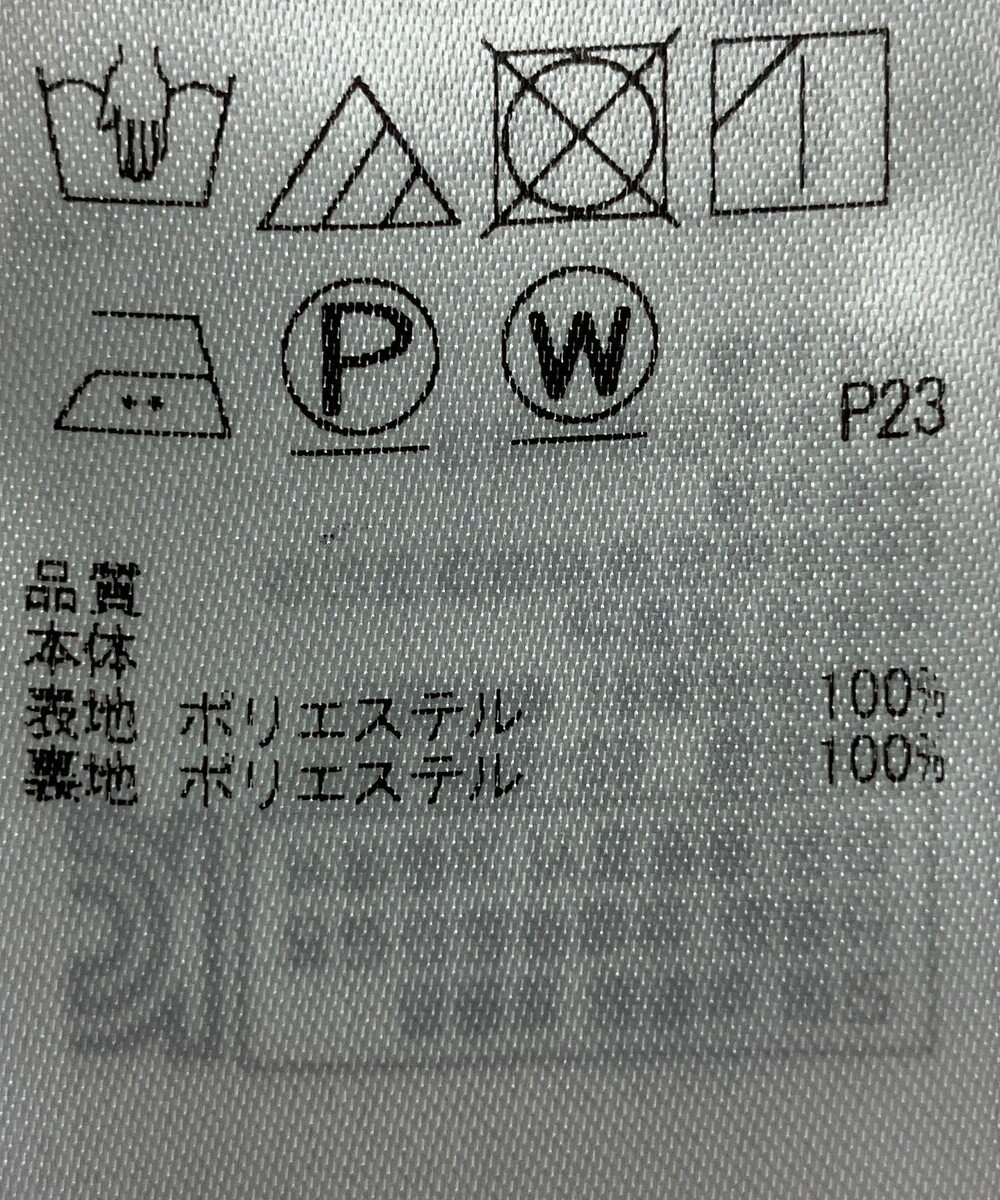 P W P23
品質
本体
表地 ポリエステル 100%
裏地 ポリエステル 100%